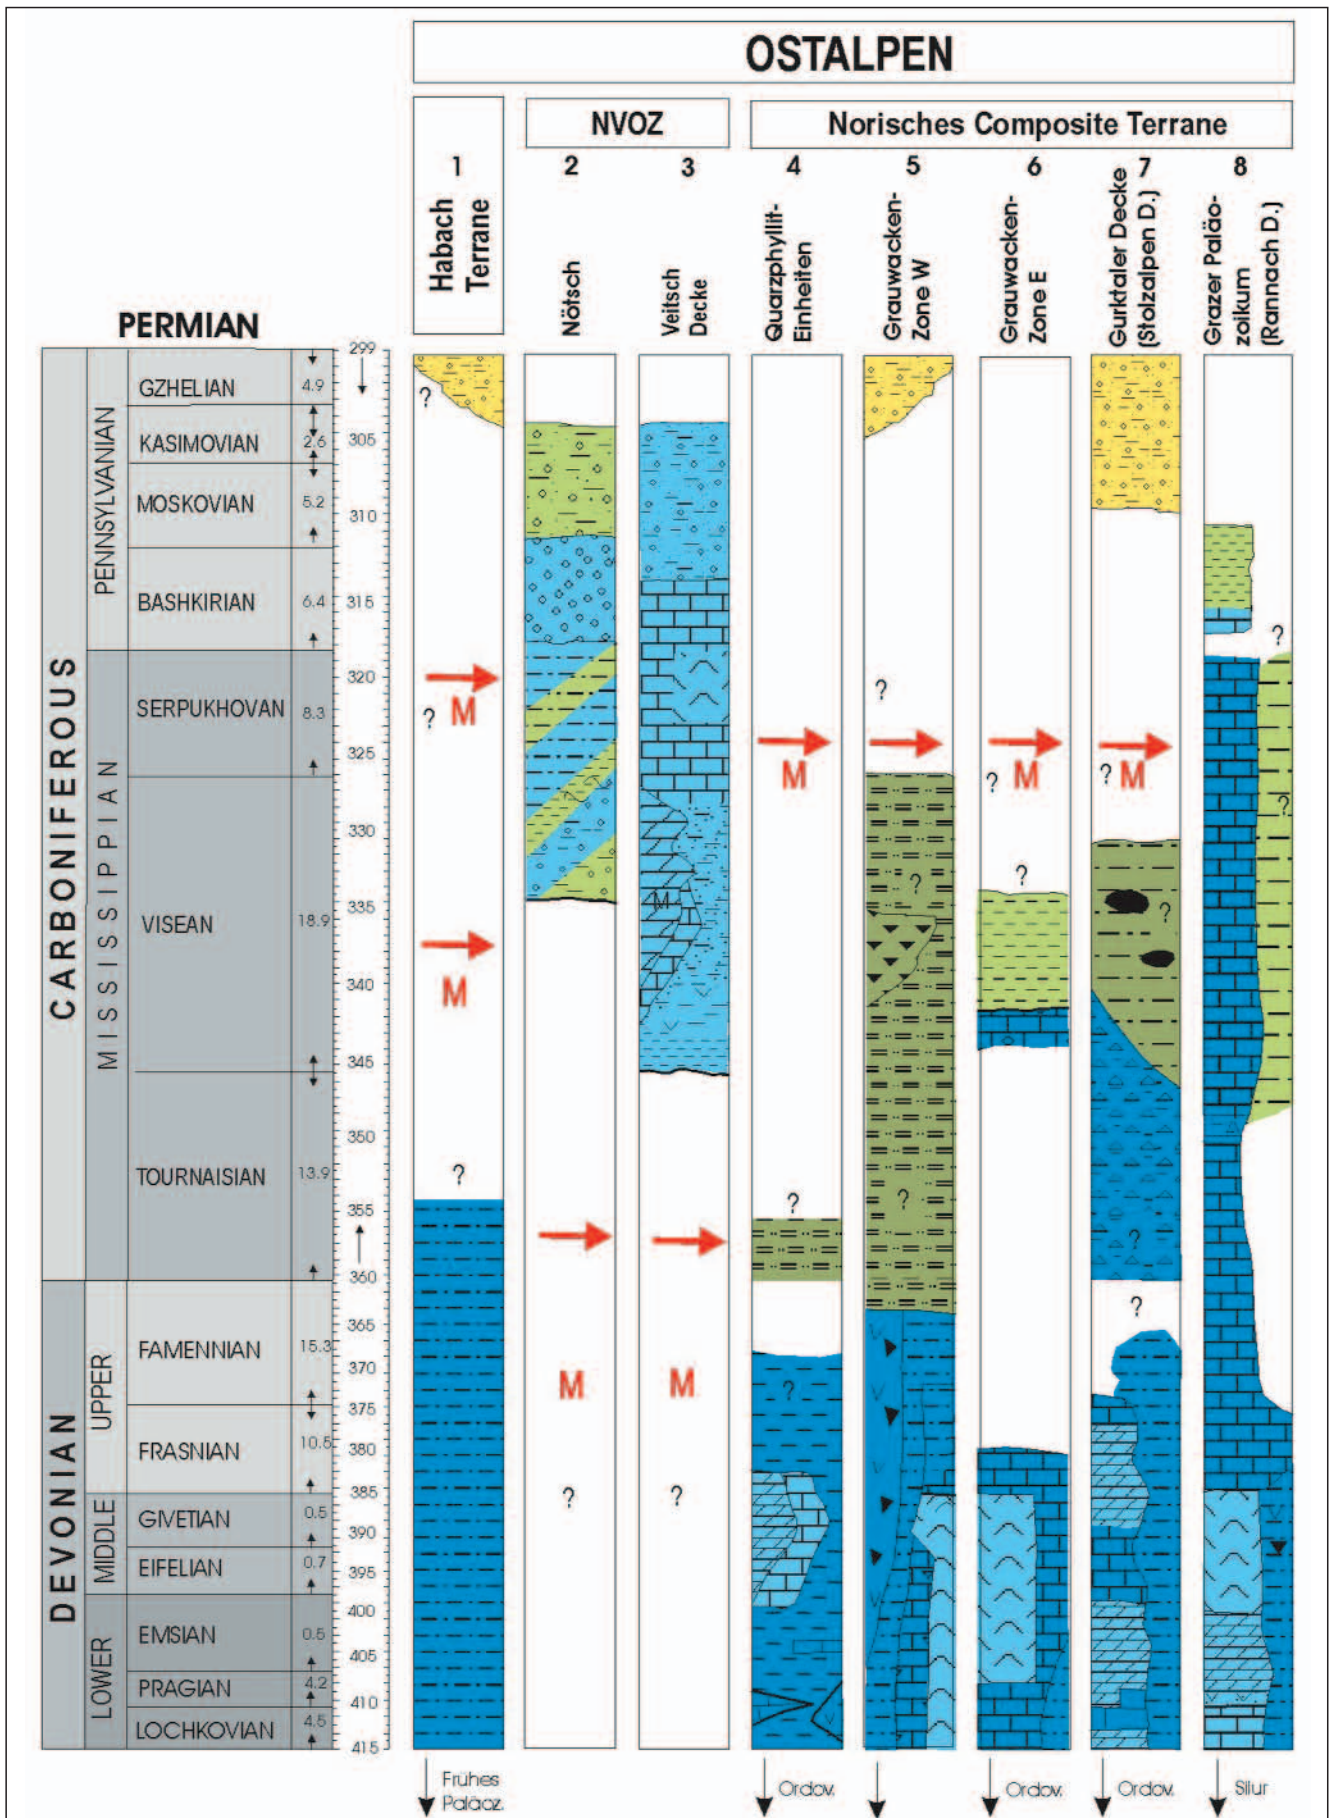 OSTALPEN
NVOZ
Norisches Composite Terrane
1
Habach
Terrane
2
Nötsch
3
Veitsch
Decke
4
Quarzphyllit-
Einheiten
5
Grauwacken-
Zone W
6
Grauwacken-
Zone E
7
Gurktaler Decke
(Stolzalpen D.)
8
Grazer Paläo-
zoikum
(Rannach D.)
PERMIAN
CARBONIFEROUS
PENNSYLVANIAN
GZHELIAN 4.9
KASIMOVIAN 2.6
MOSKOVIAN 5.2
BASHKIRIAN 6.4
MISSISSIPPIAN
SERPUKHOVAN 8.3
VISEAN 18.9
TOURNAISIAN 13.9
DEVONIAN
UPPER
FAMENNIAN 15.3
FRASNIAN 10.5
MIDDLE
GIVETIAN 0.5
EIFELIAN 0.7
LOWER
EMSIAN 0.5
PRAGIAN 4.2
LOCHKOVIAN 4.5
299
305
310
315
320
325
330
335
340
345
350
355
360
365
370
375
380
385
390
395
400
405
410
415
?
M
?
M
?
M
?
M
?
M
?
?
?
?
?
?
M
?
?
M
?
?
?
?
?
?
M
Frühes
Paläoz.
Ordov.
Ordov.
Ordov.
Silur